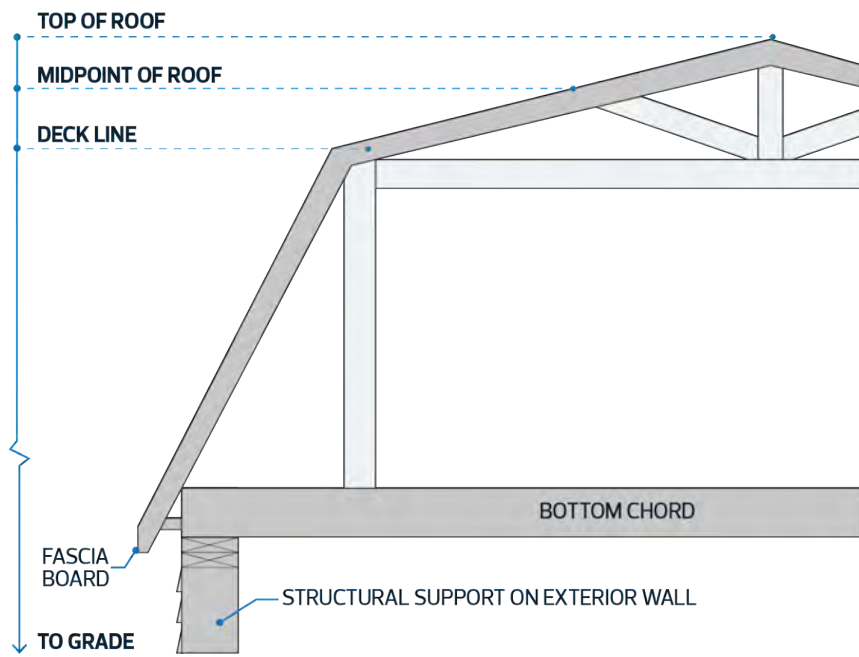 TOP OF ROOF
MIDPOINT OF ROOF
DECK LINE
BOTTOM CHORD
FASCIA
BOARD
STRUCTURAL SUPPORT ON EXTERIOR WALL
TO GRADE